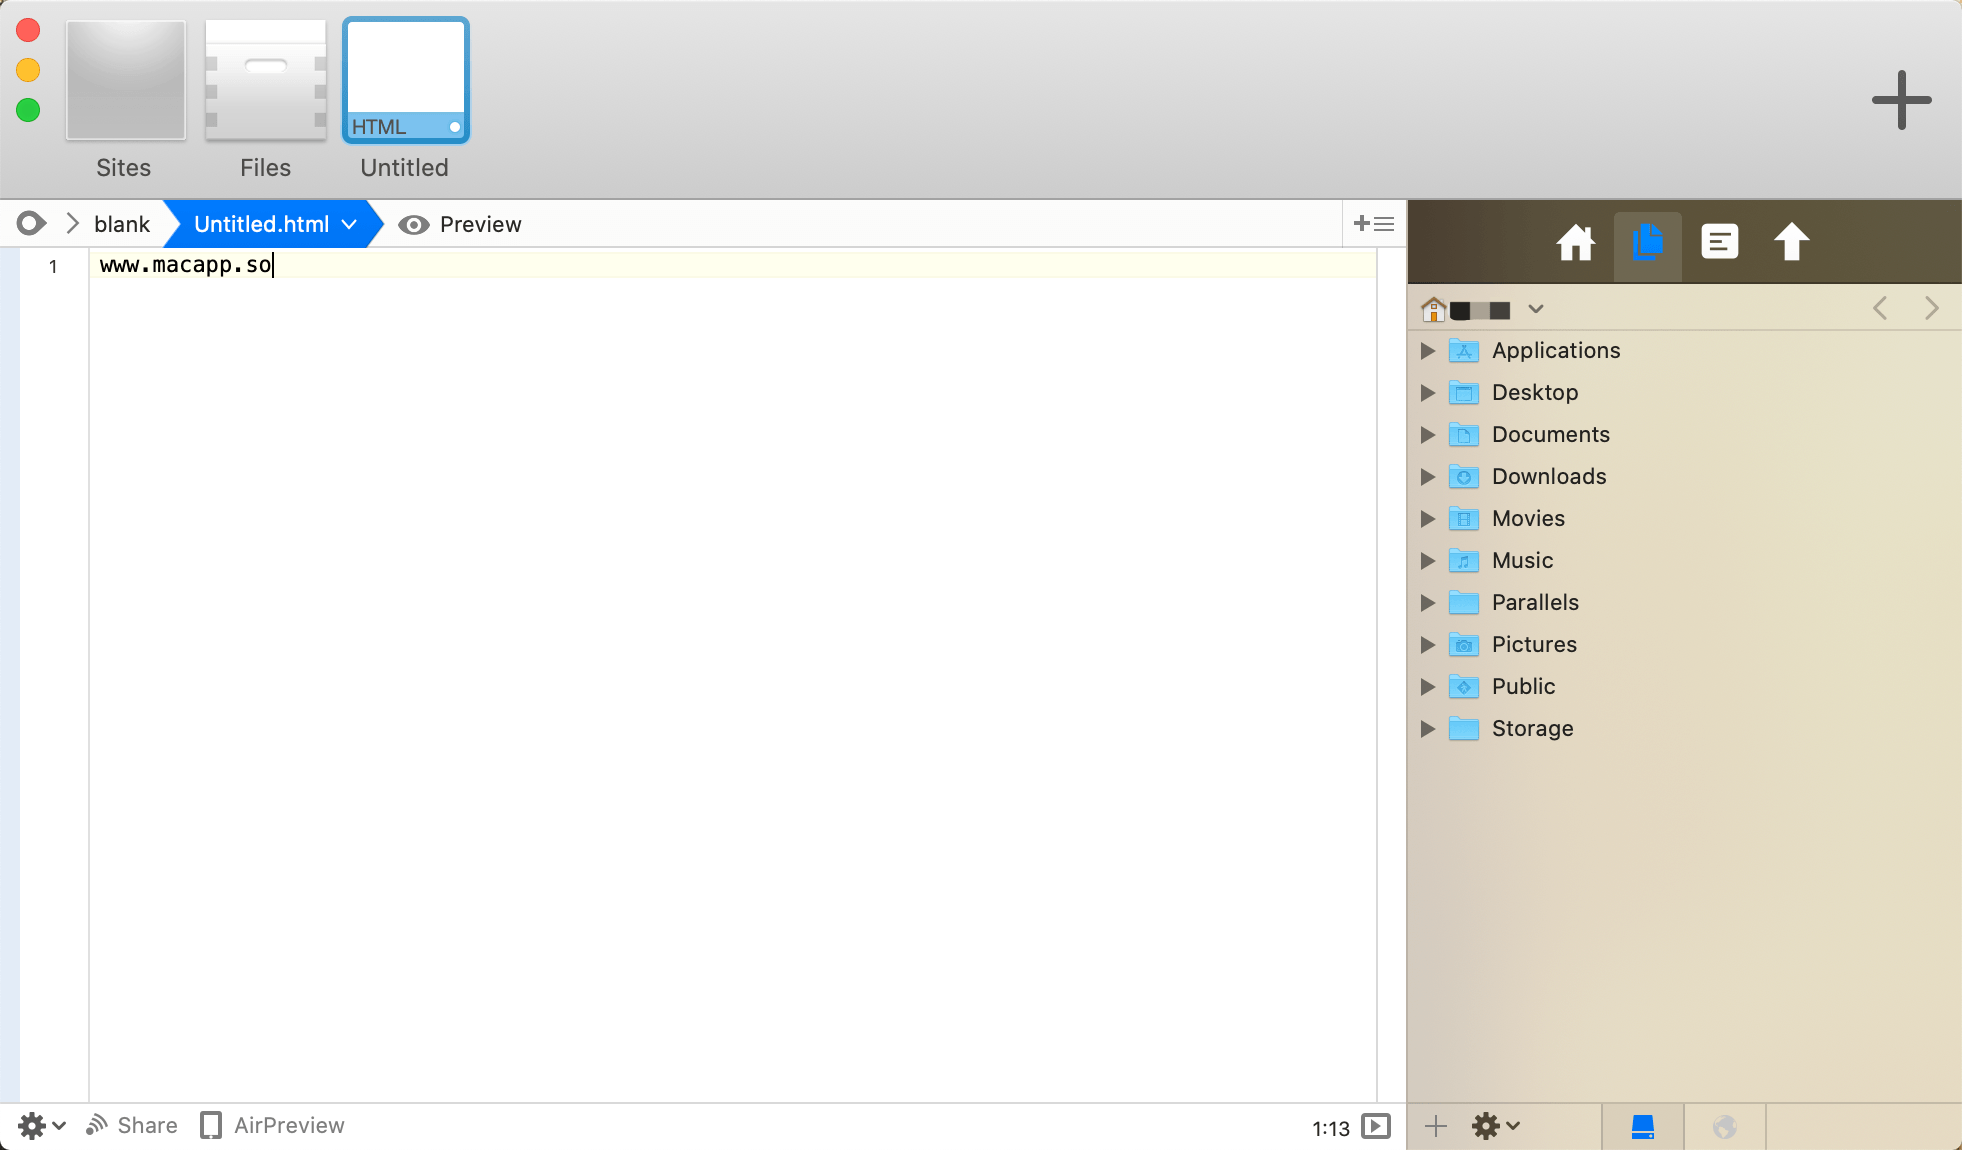 HTML
Sites
Files
Untitled
blank
Untitled.html
Preview
1
www.macapp.so
Applications
Desktop
Documents
Downloads
Movies
Music
Parallels
Pictures
Public
Storage
Share
AirPreview
1:13